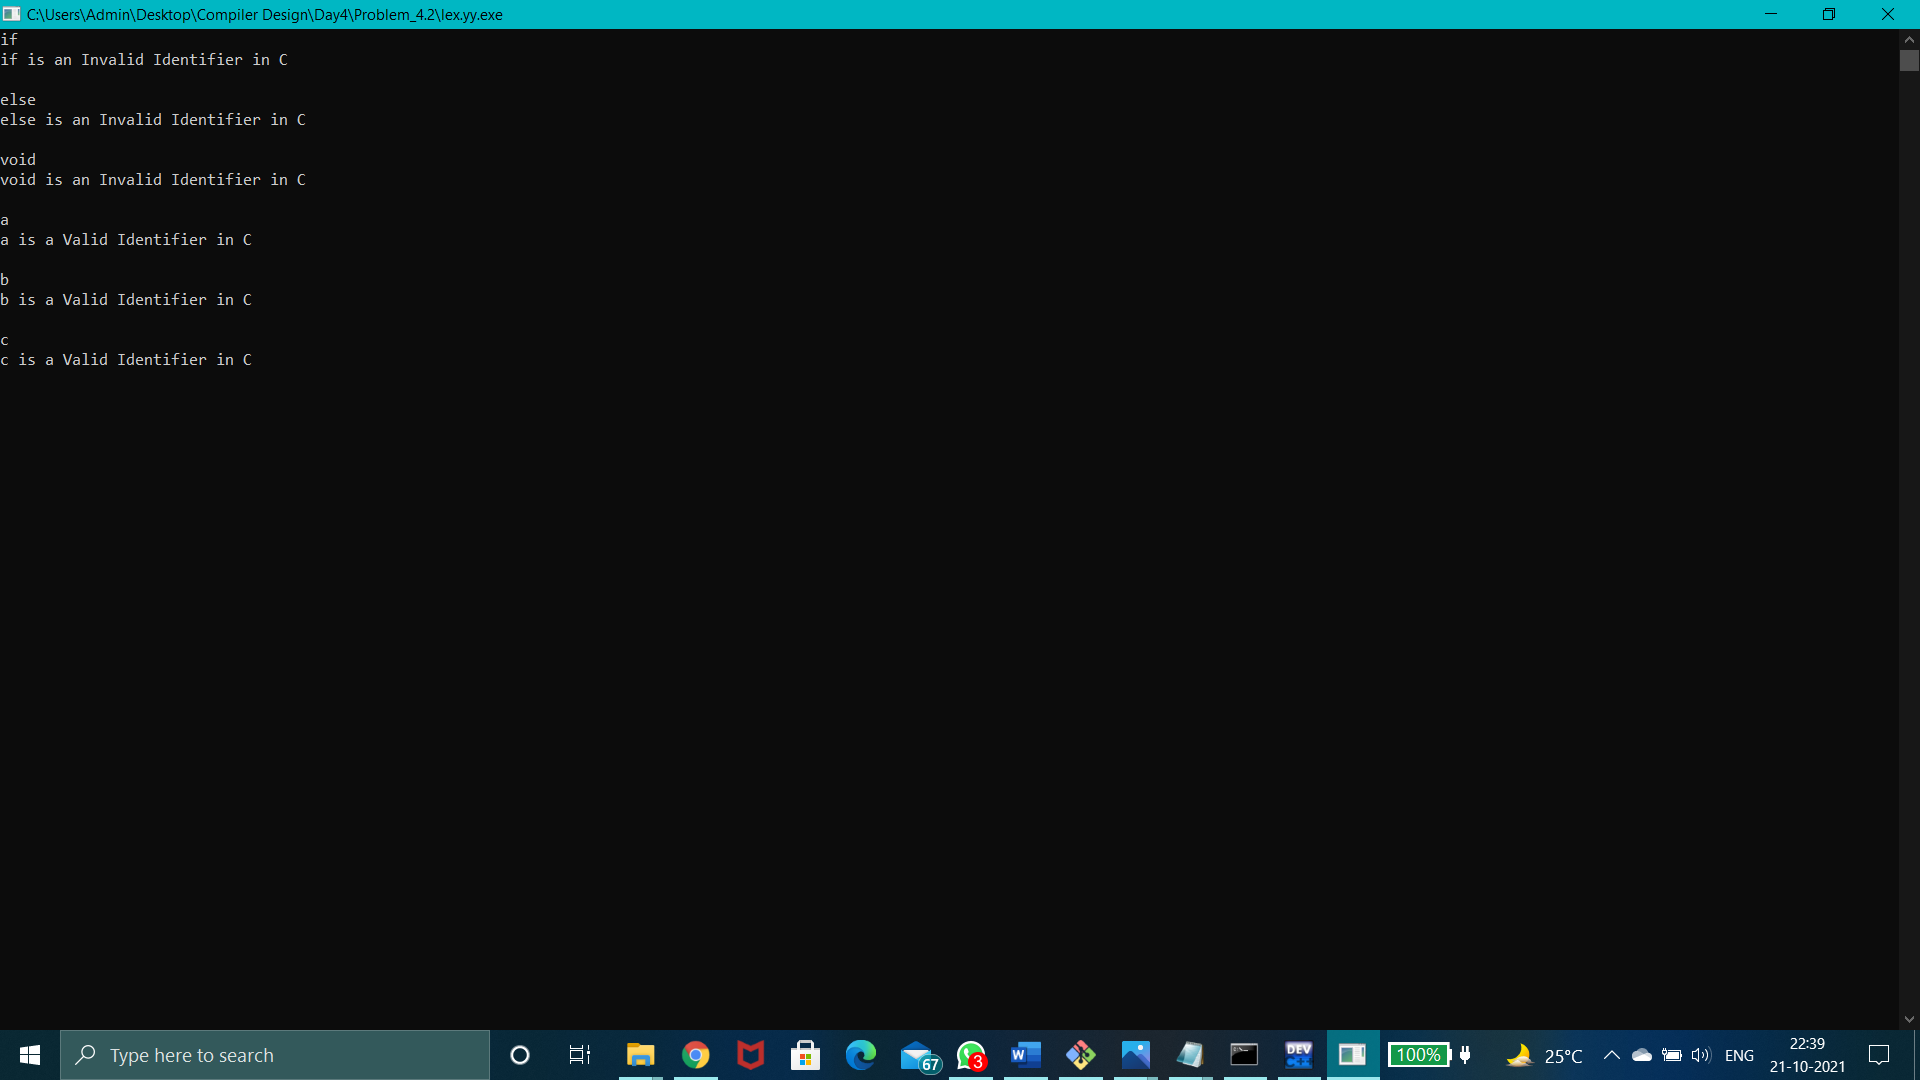 C:\Users\Admin\Desktop\Compiler Design\Day4\Problem_4.2\lex.yy.exe
if
if is an Invalid Identifier in C
else
else is an Invalid Identifier in C
void
void is an Invalid Identifier in C
a
a is a Valid Identifier in C
b
b is a Valid Identifier in C
c
c is a Valid Identifier in C
Type here to search
67
3
W
DEV
C++
100%
25°C
ENG
22:39
21-10-2021